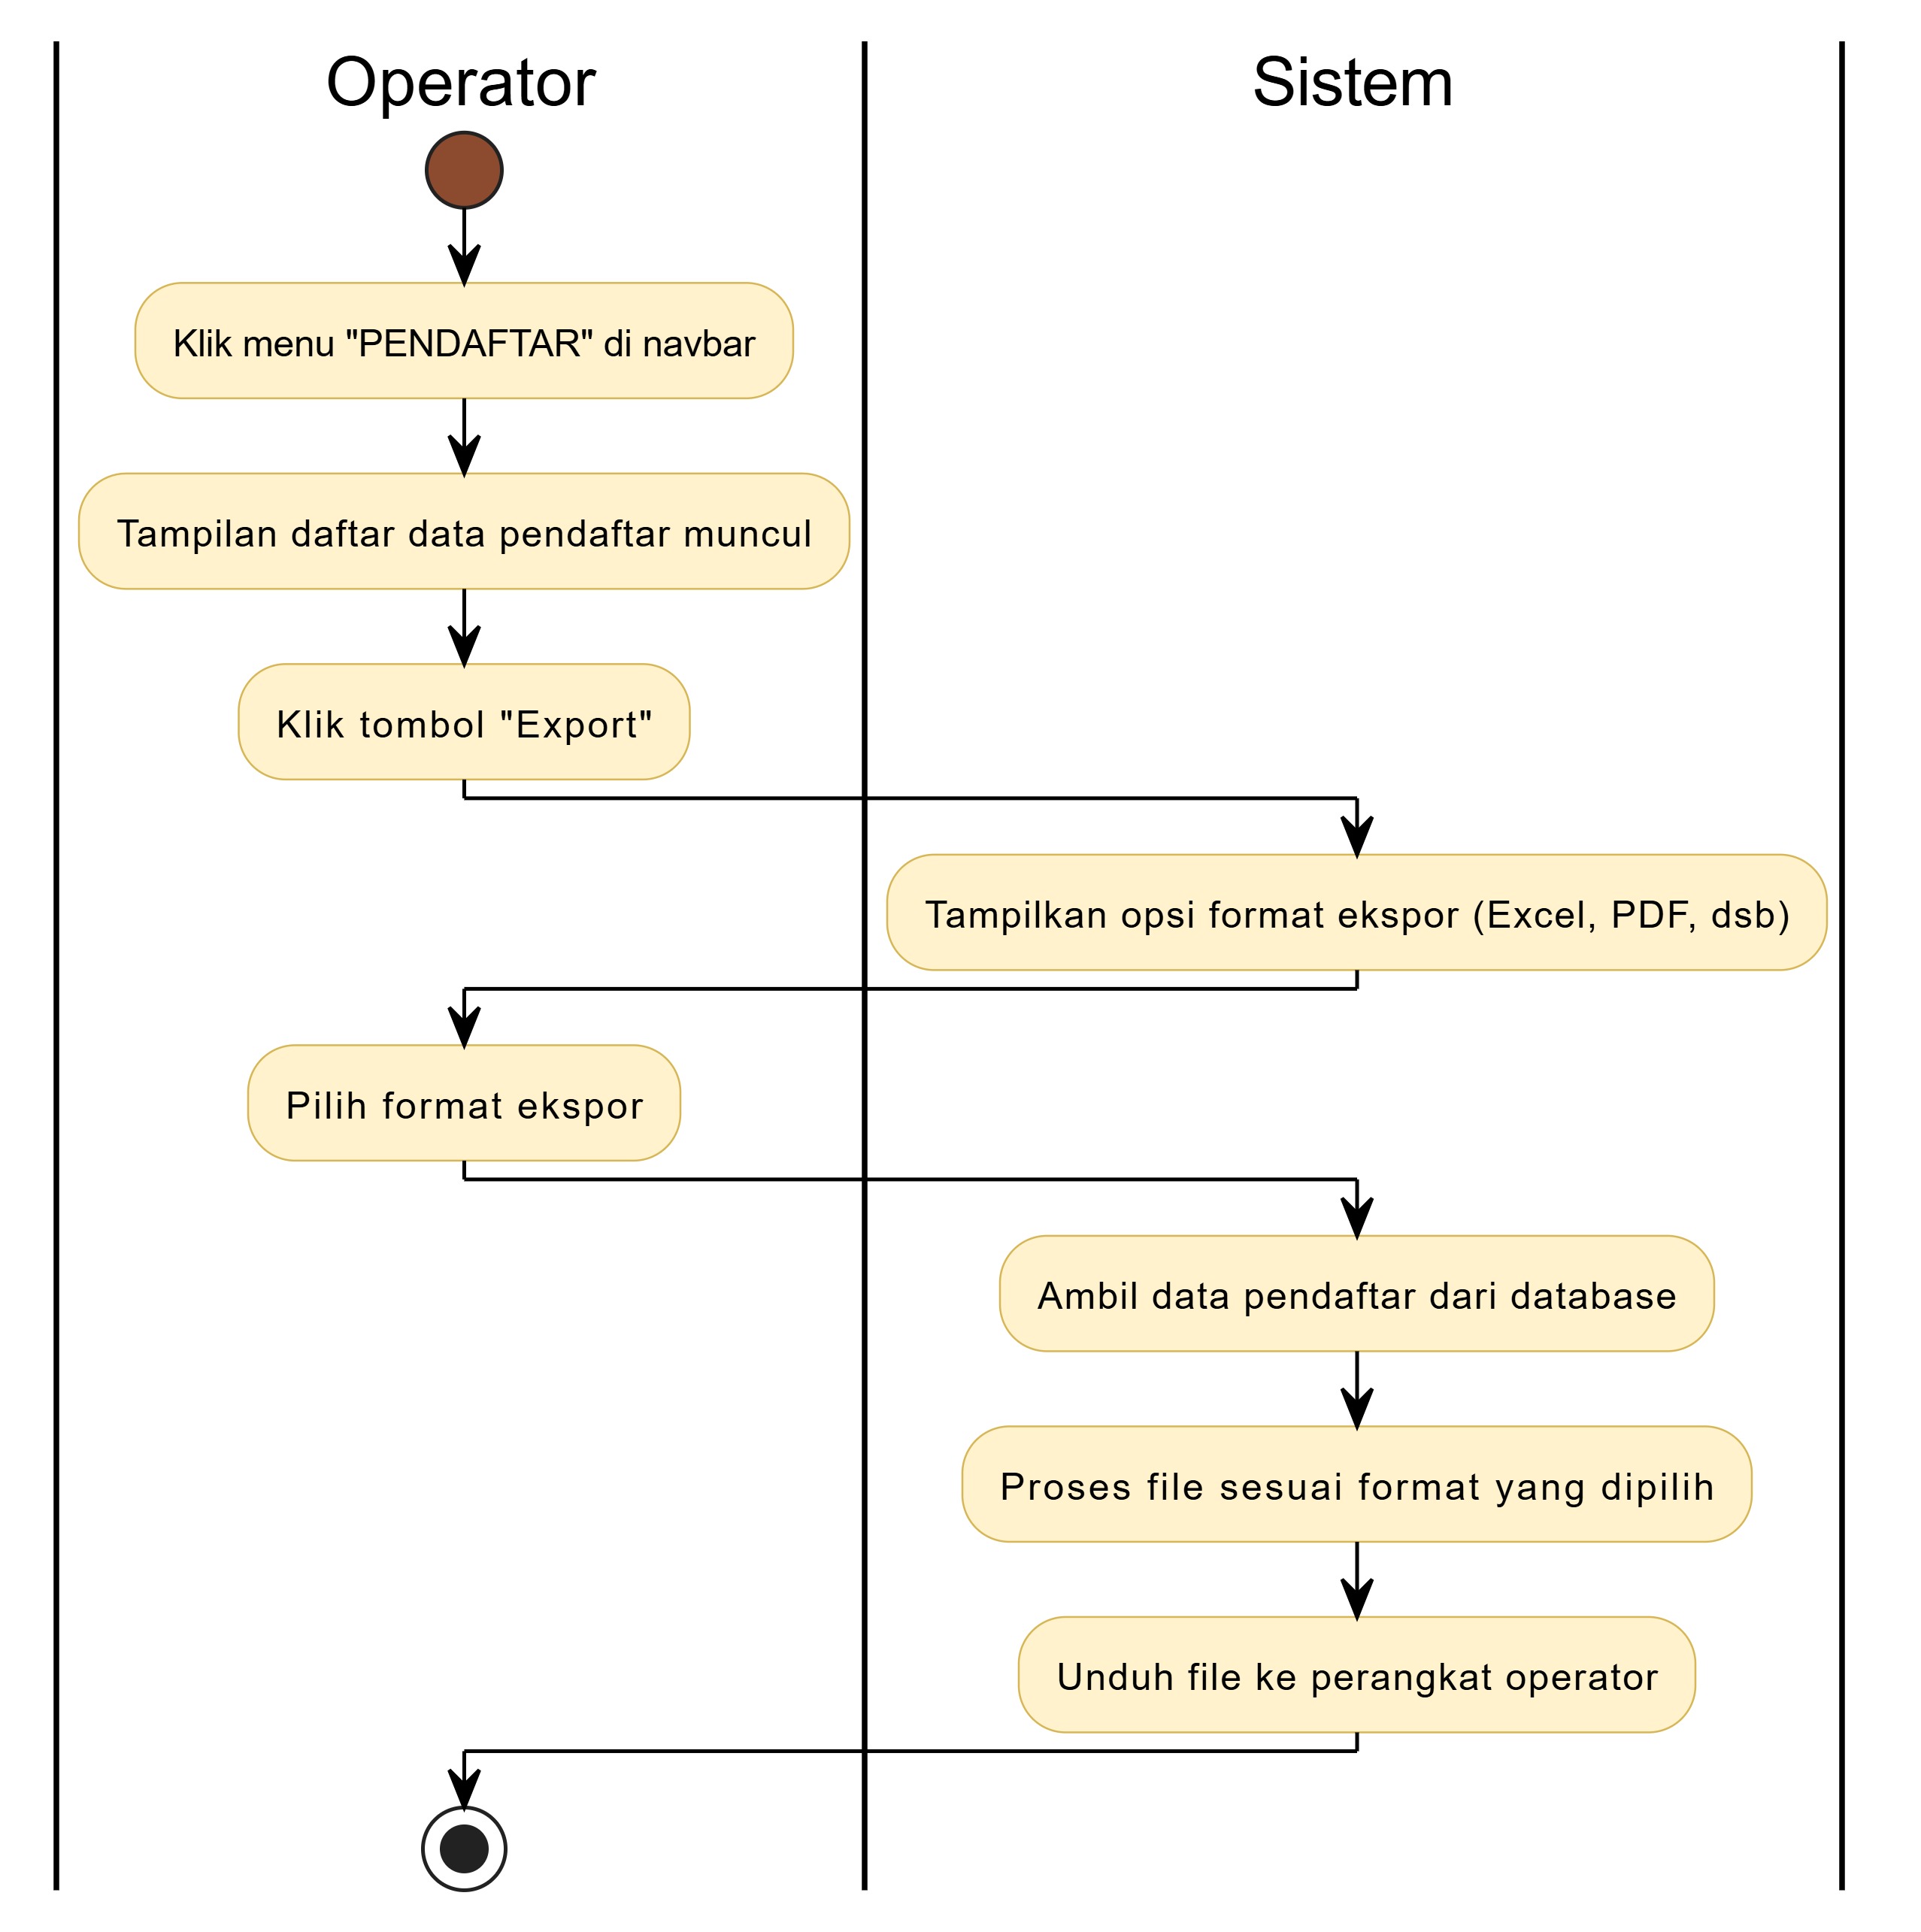 Operator
Sistem
Klik menu "PENDAFTAR" di navbar
Tampilan daftar data pendaftar muncul
Klik tombol "Export"
Tampilkan opsi format ekspor (Excel, PDF, dsb)
Pilih format ekspor
Ambil data pendaftar dari database
Proses file sesuai format yang dipilih
Unduh file ke perangkat operator